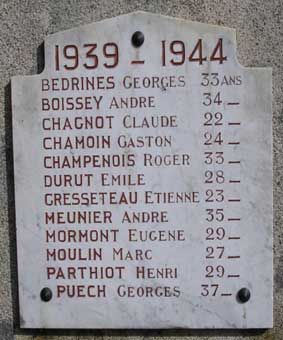 1939 - 1944
BEDRINES GEORGES 33 ANS
BOISSEY ANDRE 34 –
CHAGNOT CLAUDE 22 –
CHAMOIN GASTON 24 –
CHAMPENOIS ROGER 33 –
DURUT EMILE 28 –
GRESSETEAU ETIENNE 23 –
MEUNIER ANDRE 35 –
MORMONT EUGENE 29 –
MOULIN MARC 27 –
PARTHIOT HENRI 29 –
PUECH GEORGES 37 –